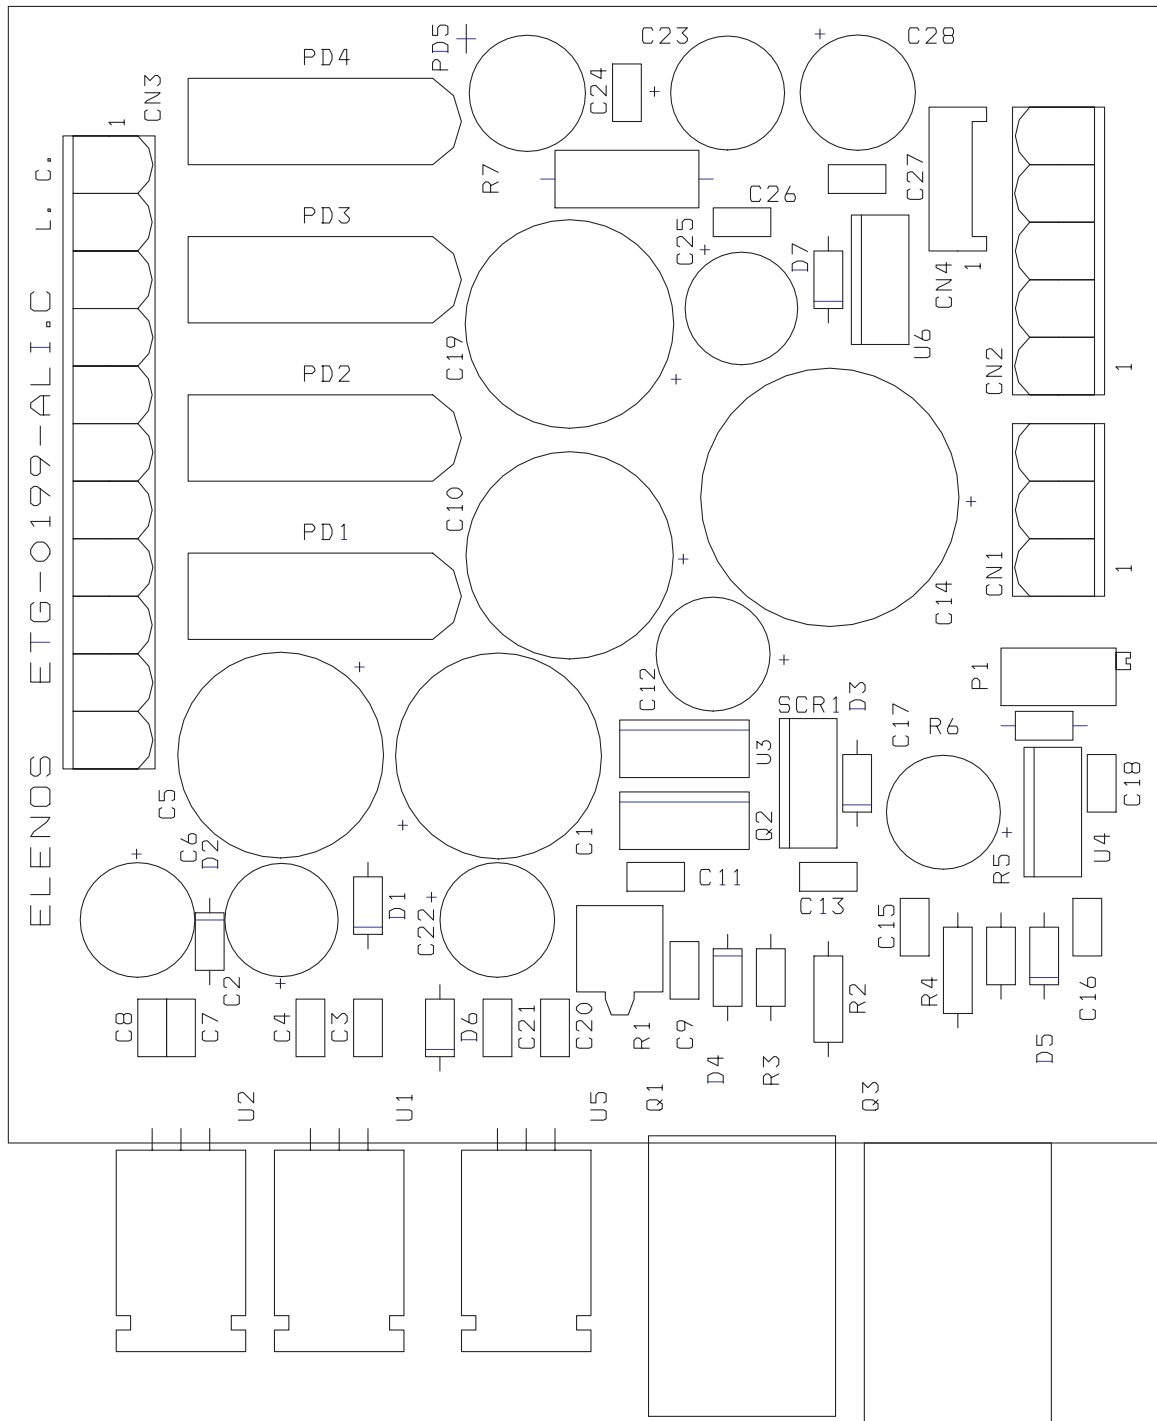 PD4
PD5
C23
C28
C24
CN3
1
R7
C26
C27
L. C.
PD3
C25
D7
CN4
1
U6
C19
PD2
CN2
1
C10
PD1
CN1
1
C14
ETG-0199-ALI.C
C12
P1
SCR1
D3
C17
R6
U3
C18
C5
C6
D2
C1
Q2
R5
U4
ELENOS
C11
C13
D1
C22
C15
C2
R4
R2
C16
C8
C7
C4
C3
D6
C21
C20
R1
C9
D4
R3
D5
U2
U1
U5
Q1
Q3